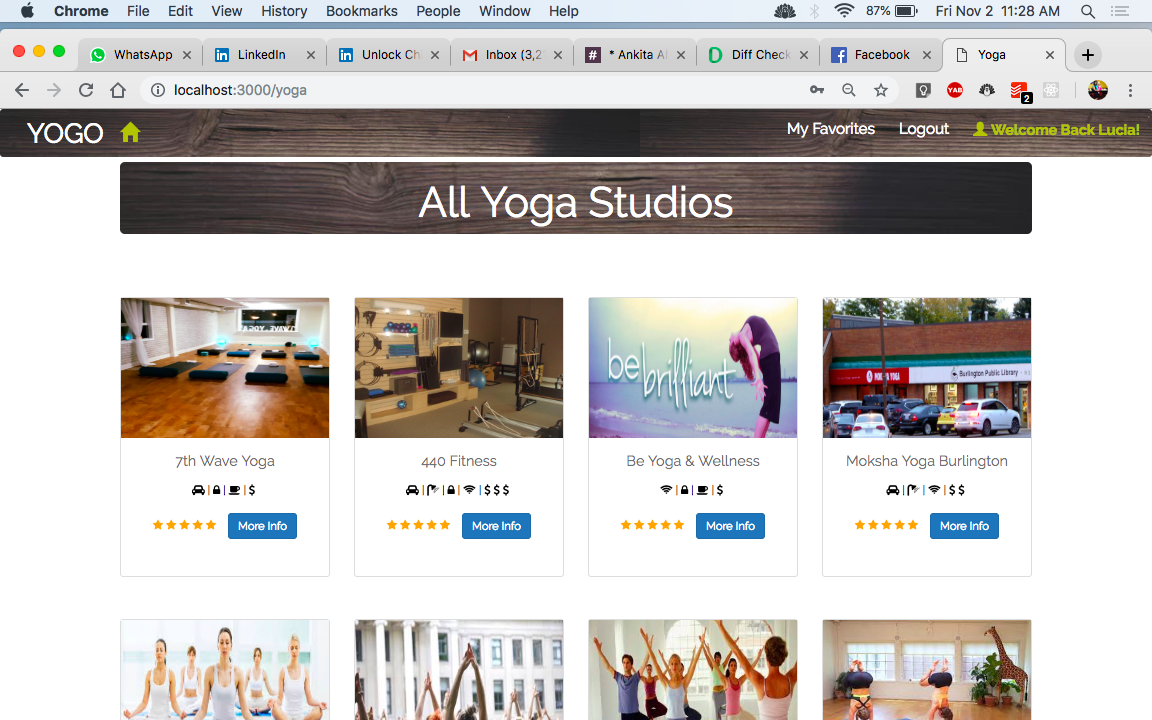 Chrome File Edit View History Bookmarks People Window Help 87% Fri Nov 2 11:28 AM
WhatsApp LinkedIn Unlock Ch Inbox (3,2 * Ankita Al Diff Check Facebook Yoga
localhost:3000/yoga
YAB
2
YOGO My Favorites Logout Welcome Back Lucia!
All Yoga Studios
be brilliant
Burlington Public Library
7th Wave Yoga 440 Fitness Be Yoga & Wellness Moksha Yoga Burlington
| | | $ | | | | $ $ $ | | | $ | | | $ $
More Info More Info More Info More Info